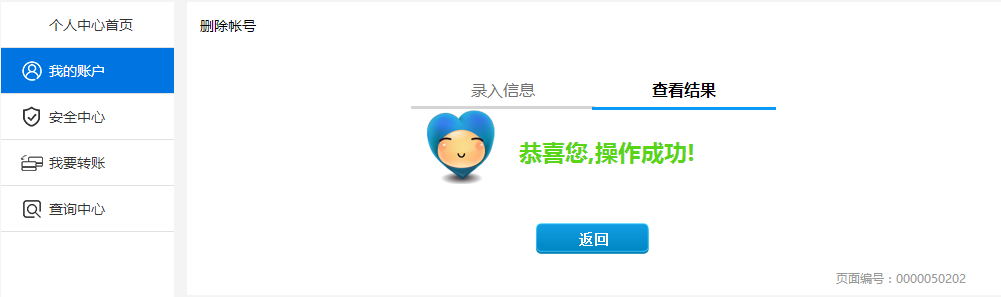 个人中心首页
删除帐号
我的账户
录入信息
查看结果
安全中心
恭喜您,操作成功!
我要转账
查询中心
返回
页面编号：0000050202